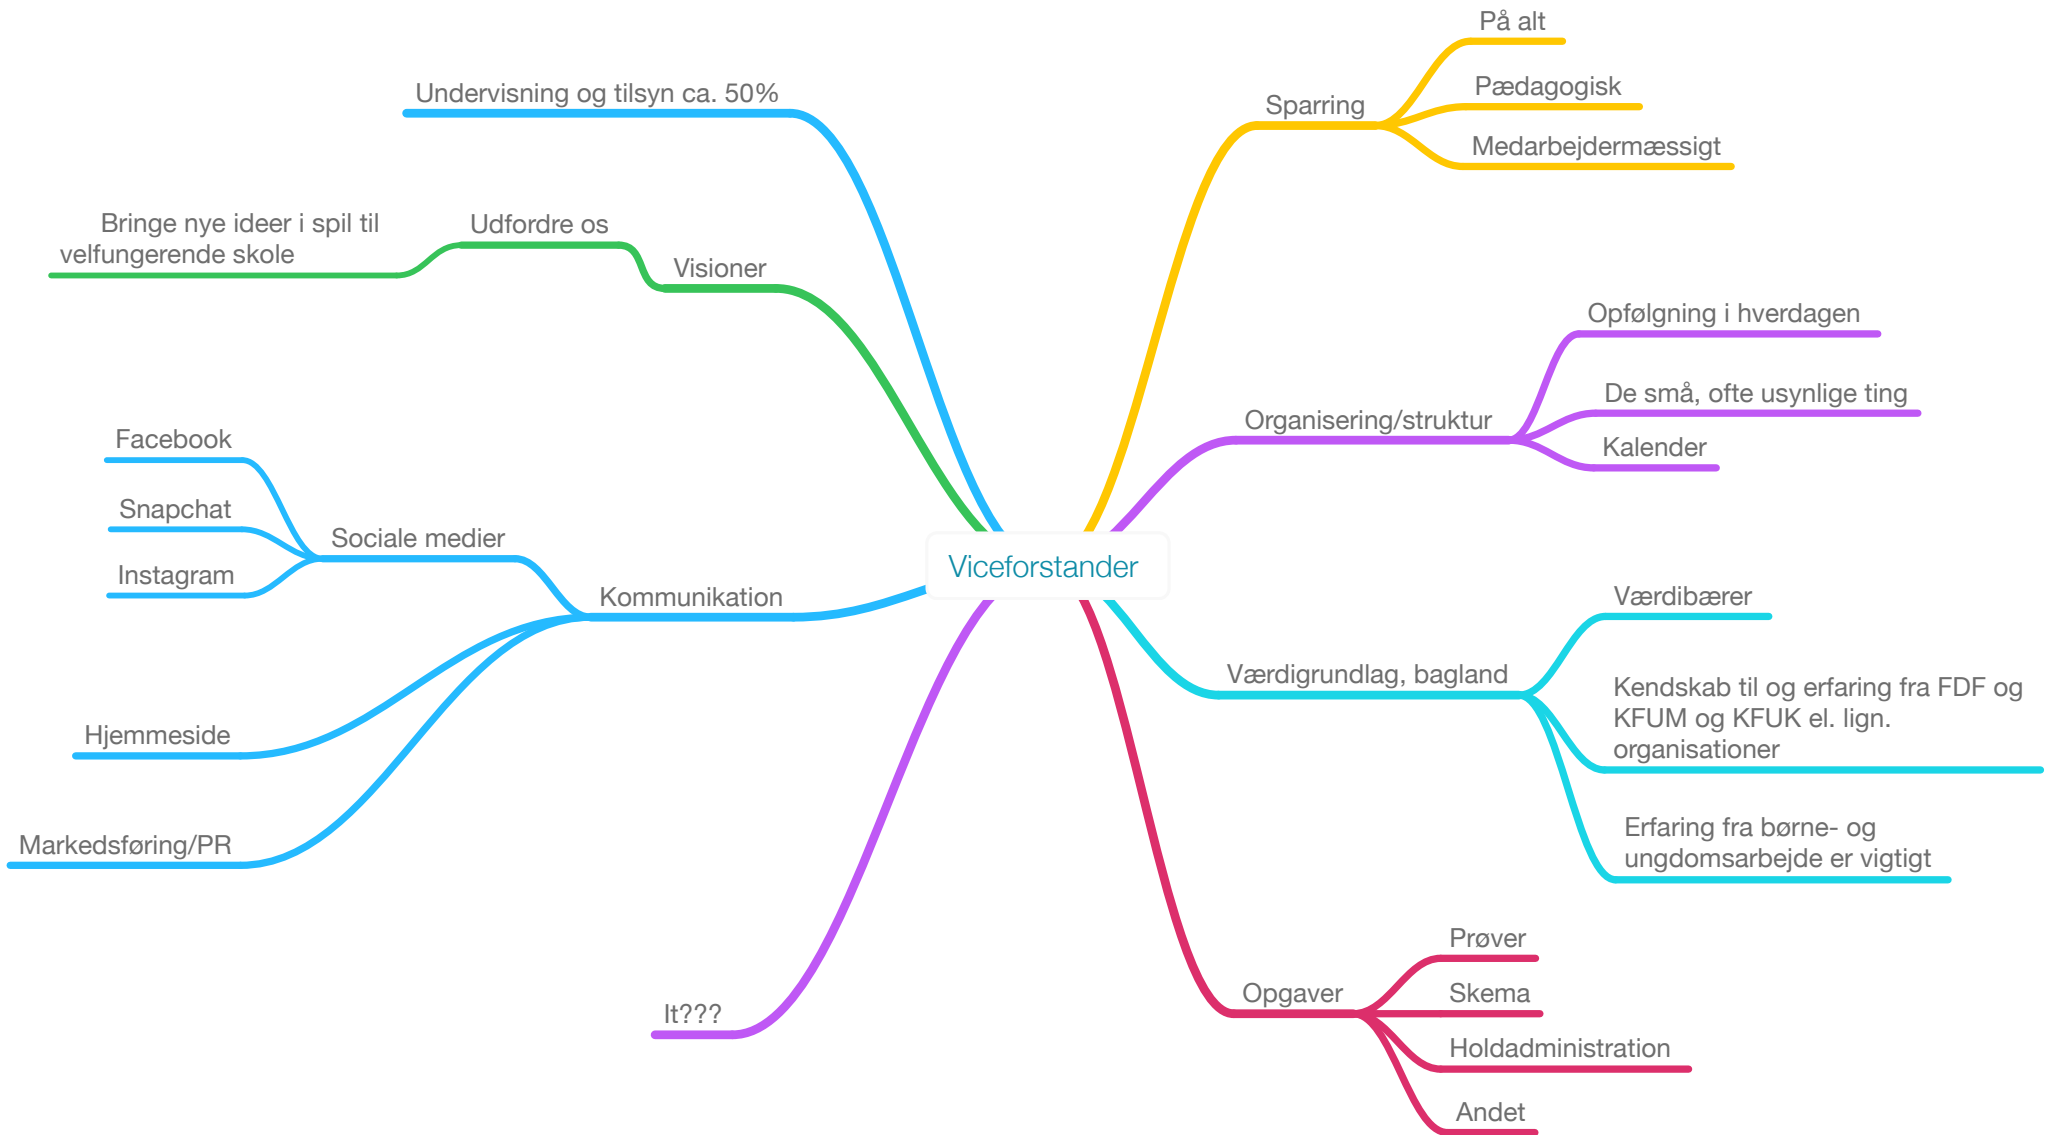 Viceforstander
Sparring
På alt
Pædagogisk
Medarbejdermæssigt
Organisering/struktur
Opfølgning i hverdagen
De små, ofte usynlige ting
Kalender
Værdigrundlag, bagland
Værdibærer
Kendskab til og erfaring fra FDF og
KFUM og KFUK el. lign.
organisationer
Erfaring fra børne- og
ungdomsarbejde er vigtigt
Opgaver
Prøver
Skema
Holdadministration
Andet
Undervisning og tilsyn ca. 50%
Visioner
Udfordre os
Bringe nye ideer i spil til
velfungerende skole
Kommunikation
Sociale medier
Facebook
Snapchat
Instagram
Hjemmeside
Markedsføring/PR
It???